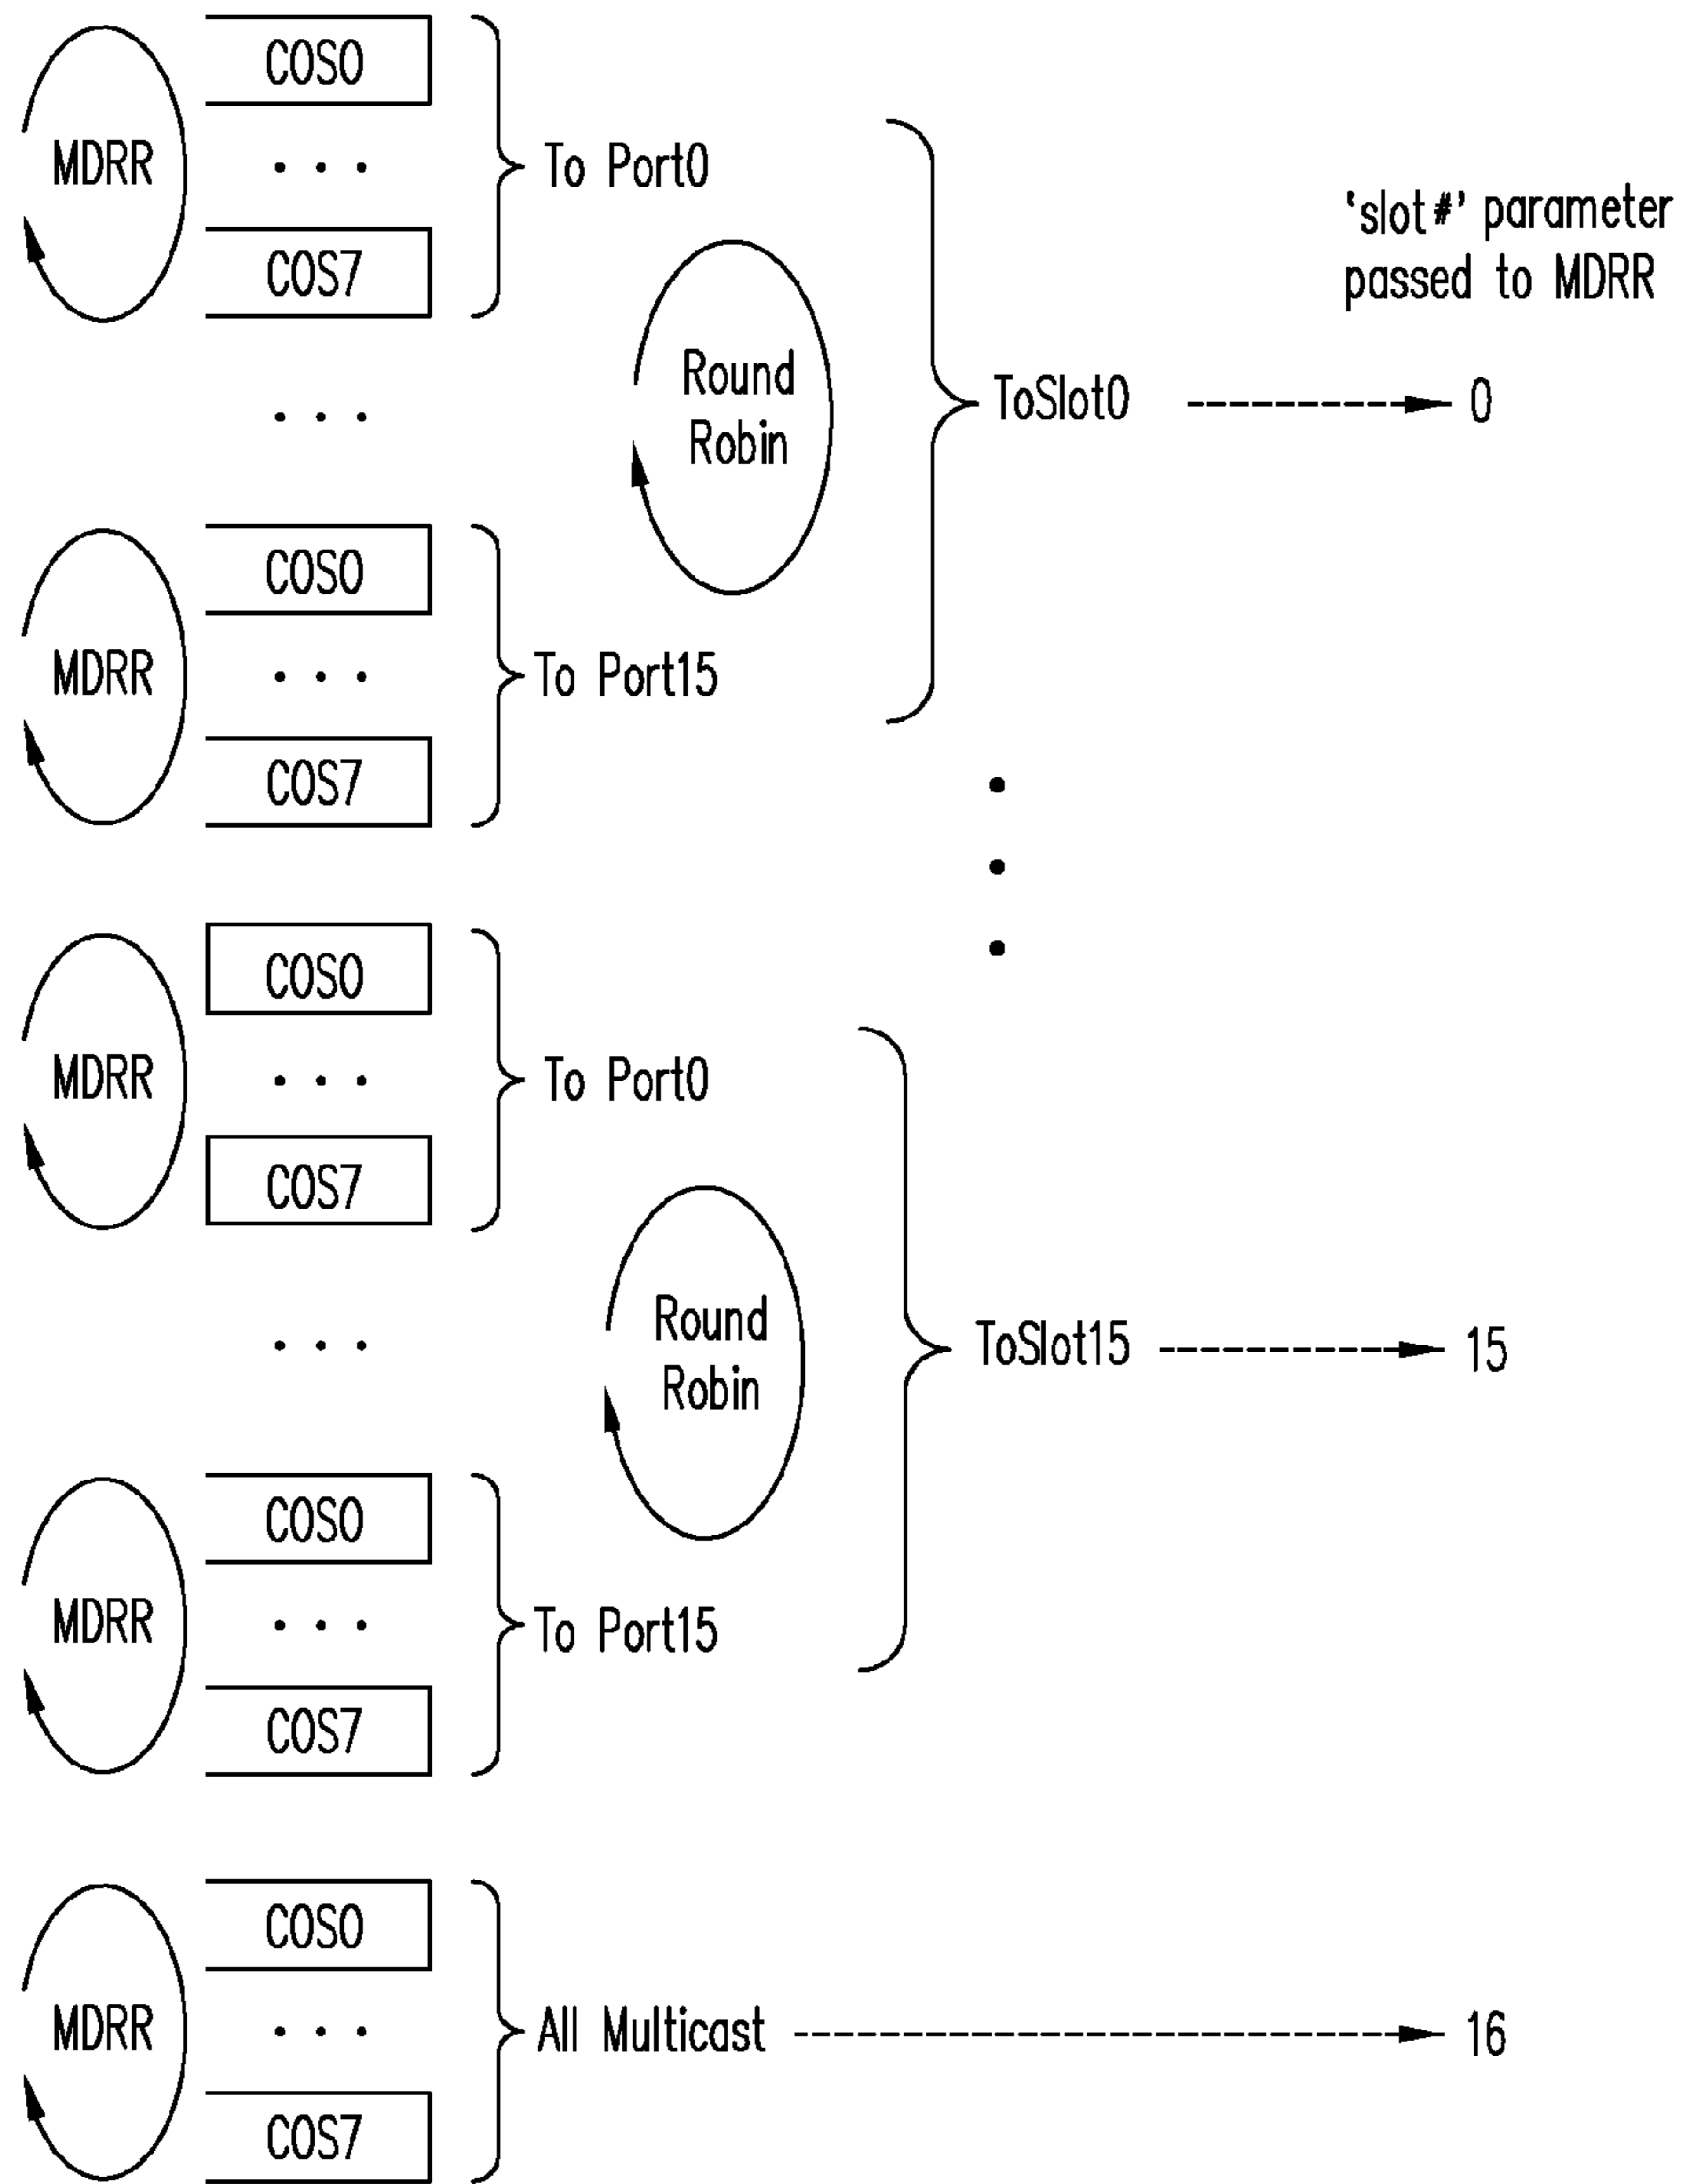 COS0
MDRR
To Port0
COS7
'slot#' parameter
passed to MDRR
Round
Robin
ToSlot0
0
COS0
MDRR
To Port15
COS7
COS0
MDRR
To Port0
COS7
Round
Robin
ToSlot15
15
COS0
MDRR
To Port15
COS7
COS0
MDRR
All Multicast
16
COS7